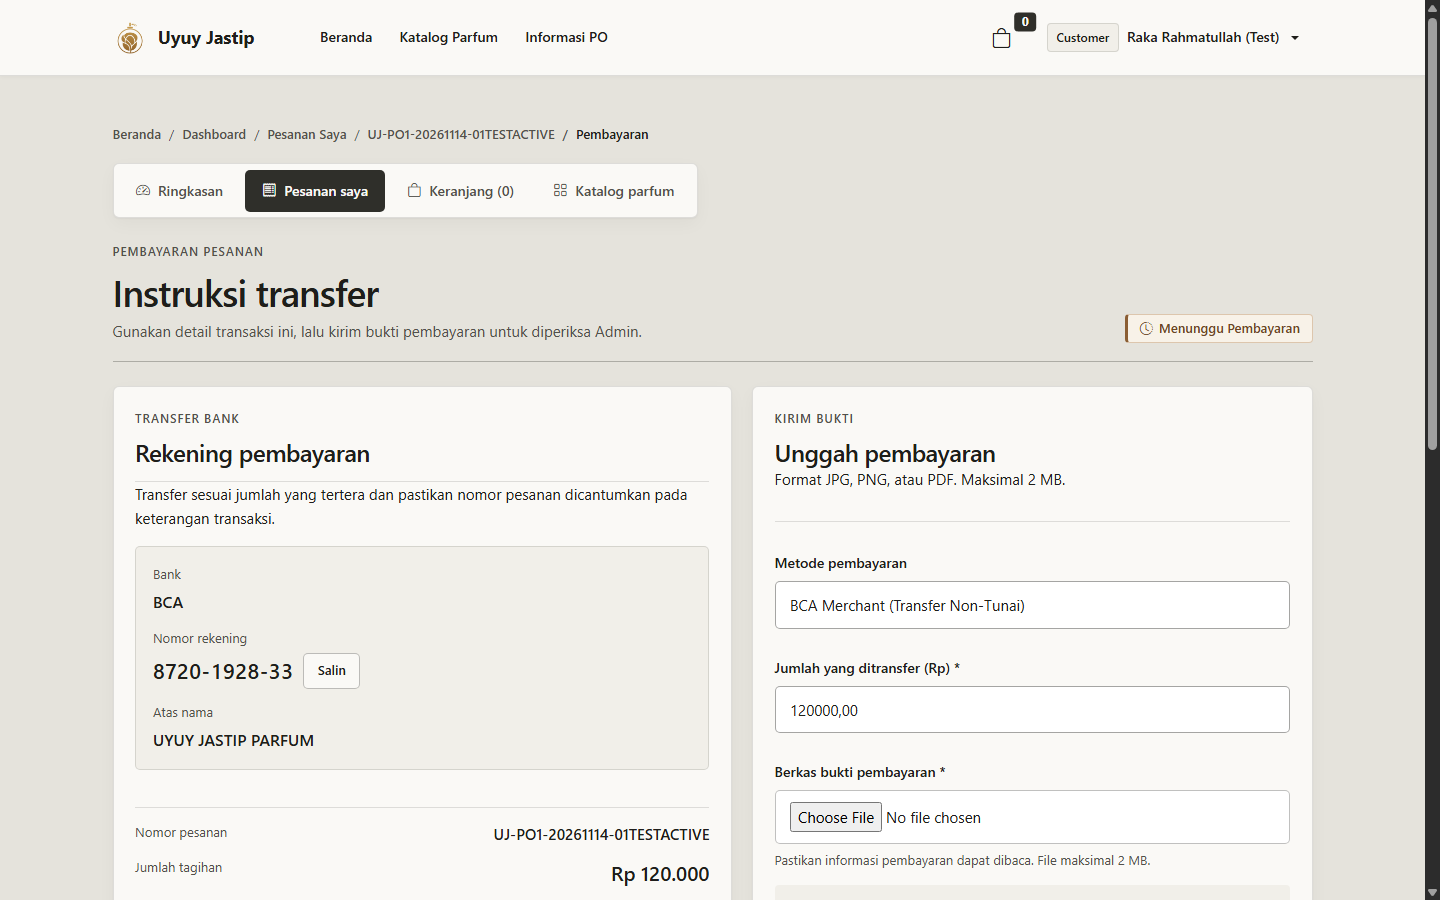 Uyuy Jastip
Beranda
Katalog Parfum
Informasi PO
0
Customer
Raka Rahmatullah (Test)
Beranda / Dashboard / Pesanan Saya / UJ-PO1-20261114-01TESTACTIVE / Pembayaran
Ringkasan
Pesanan saya
Keranjang (0)
Katalog parfum
PEMBAYARAN PESANAN
Instruksi transfer
Gunakan detail transaksi ini, lalu kirim bukti pembayaran untuk diperiksa Admin.
Menunggu Pembayaran
TRANSFER BANK
Rekening pembayaran
Transfer sesuai jumlah yang tertera dan pastikan nomor pesanan dicantumkan pada
keterangan transaksi.
Bank
BCA
Nomor rekening
8720-1928-33
Salin
Atas nama
UYUY JASTIP PARFUM
Nomor pesanan
UJ-PO1-20261114-01TESTACTIVE
Jumlah tagihan
Rp 120.000
KIRIM BUKTI
Unggah pembayaran
Format JPG, PNG, atau PDF. Maksimal 2 MB.
Metode pembayaran
BCA Merchant (Transfer Non-Tunai)
Jumlah yang ditransfer (Rp) *
120000,00
Berkas bukti pembayaran *
Choose File No file chosen
Pastikan informasi pembayaran dapat dibaca. File maksimal 2 MB.